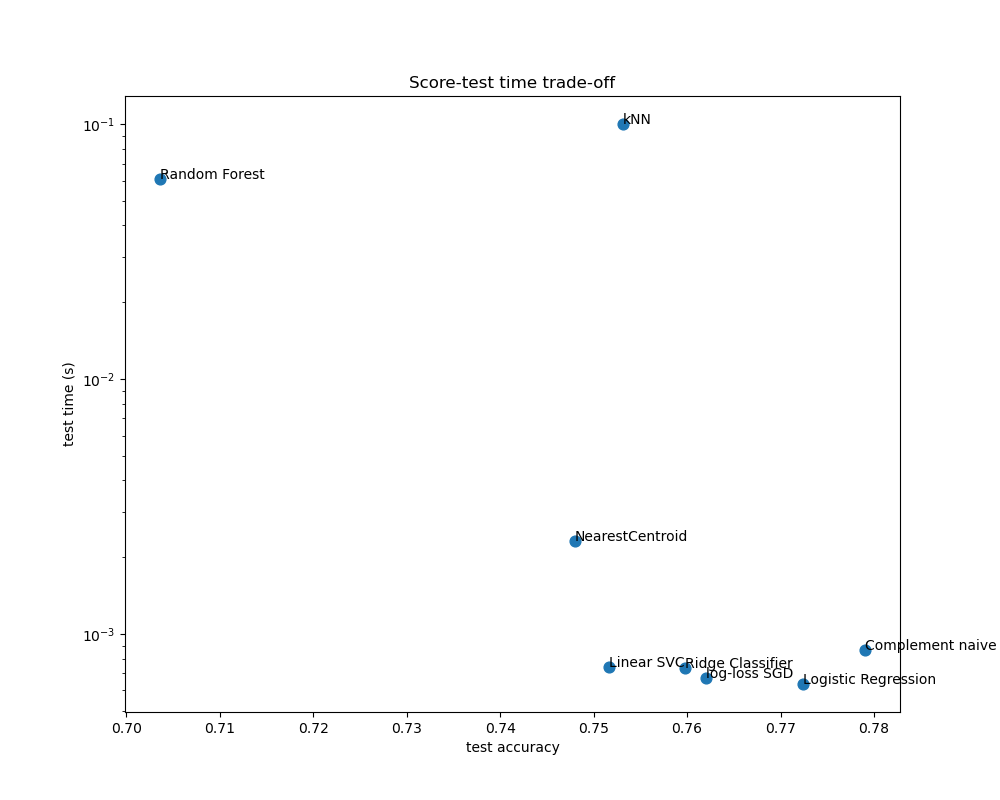 Score-test time trade-off
kNN
Random Forest
NearestCentroid
Complement naive
Linear SVC
Ridge Classifier
log-loss SGD
Logistic Regression
10⁻¹
10⁻²
10⁻³
test time (s)
0.70 0.71 0.72 0.73 0.74 0.75 0.76 0.77 0.78
test accuracy